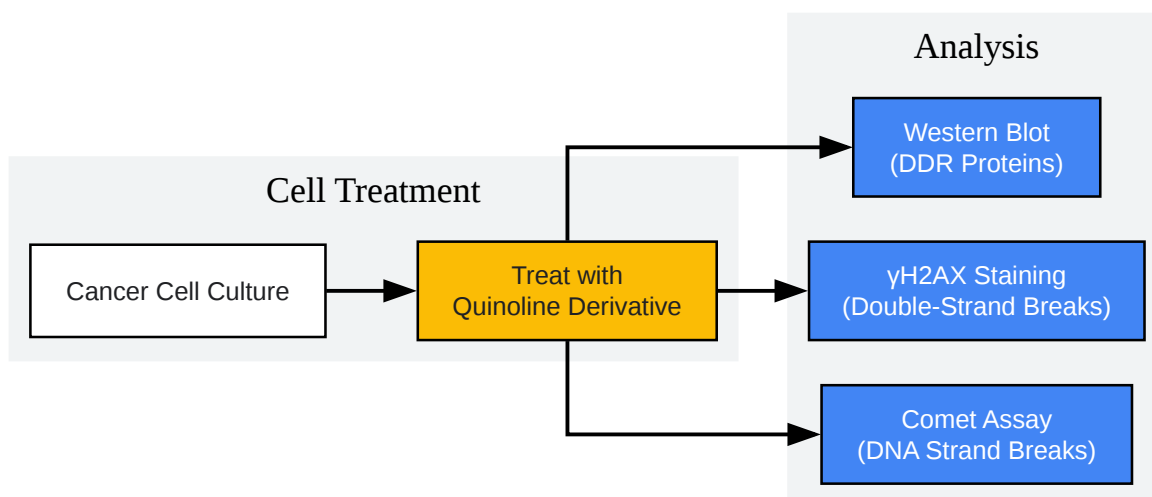 Analysis
Western Blot
(DDR Proteins)
Cell Treatment
Cancer Cell Culture
Treat with
Quinoline Derivative
γH2AX Staining
(Double-Strand Breaks)
Comet Assay
(DNA Strand Breaks)